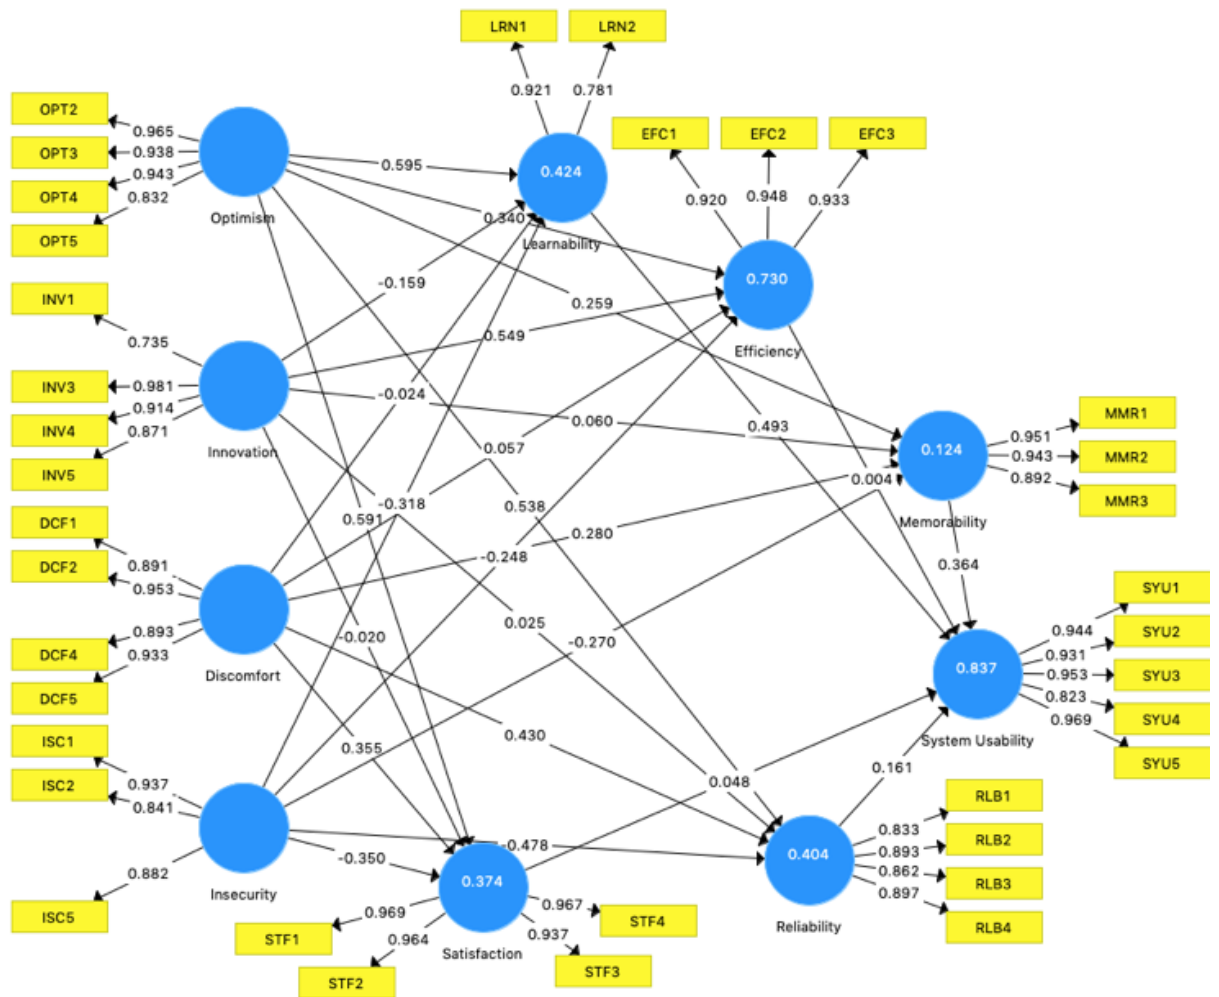 LRN1 LRN2
OPT2
0.965
OPT3
0.938
OPT4
0.943
OPT5
0.832
Optimism
0.921 0.781
EFC1 EFC2 EFC3
0.595
0.424
Learnability
0.920 0.948 0.933
0.340
0.730
Efficiency
INV1
0.735
INV3
0.981
INV4
0.914
INV5
0.871
Innovation
-0.159
0.259
0.549
-0.024
0.060
0.493
0.057
MMR1
0.951
MMR2
0.943
MMR3
0.892
0.124
Memorability
0.004
DCF1
0.891
DCF2
0.953
DCF4
0.893
DCF5
0.933
Discomfort
-0.318
0.591
0.538
0.280
-0.248
0.364
0.025
-0.020
-0.270
SYU1
0.944
SYU2
0.931
SYU3
0.953
SYU4
0.823
SYU5
0.969
0.837
System Usability
ISC1
0.937
ISC2
0.841
ISC5
0.882
Insecurity
0.355
0.430
0.048
0.161
-0.478
-0.350
RLB1
0.833
RLB2
0.893
RLB3
0.862
RLB4
0.897
0.404
Reliability
0.374
Satisfaction
0.969
STF1
0.964
STF2
0.937
STF3
0.967
STF4